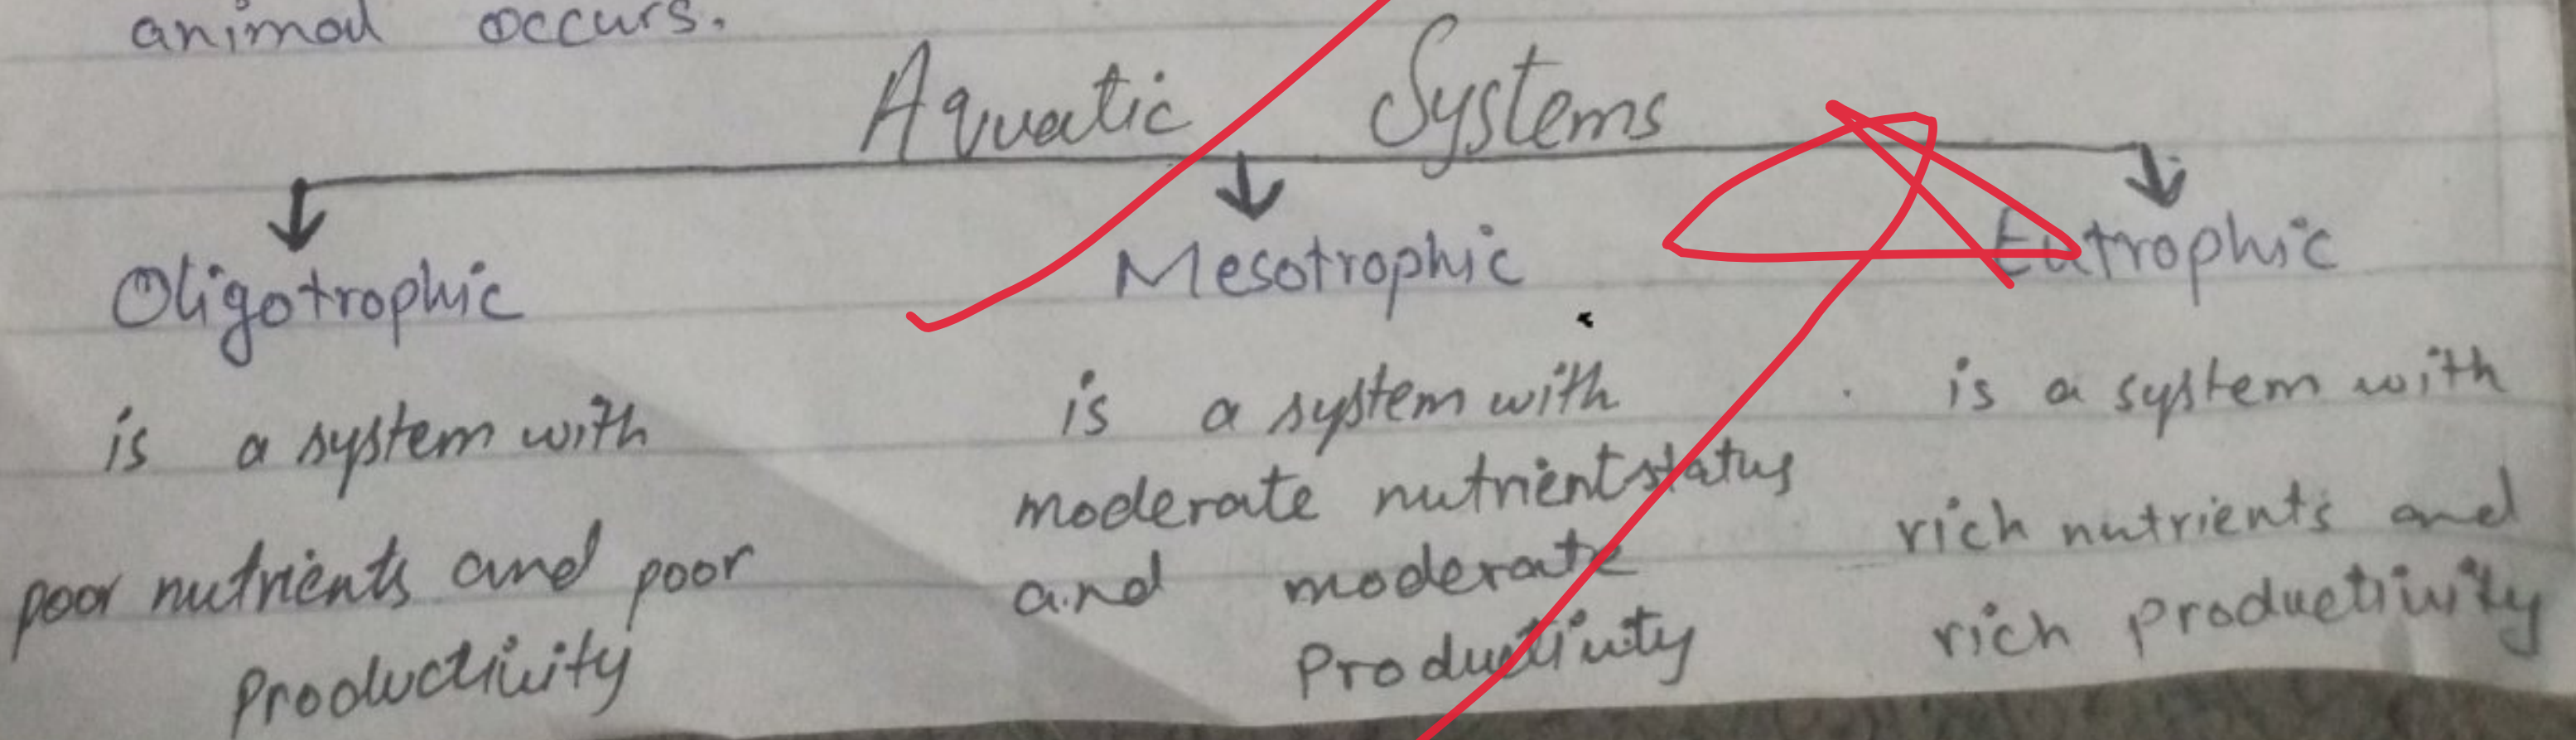 animal occurs.
Aquatic Systems
Oligotrophic
is a system with
poor nutrients and poor
Productivity
Mesotrophic
is a system with
moderate nutrient status
and moderate
Productivity
Eutrophic
is a system with
rich nutrients and
rich productivity